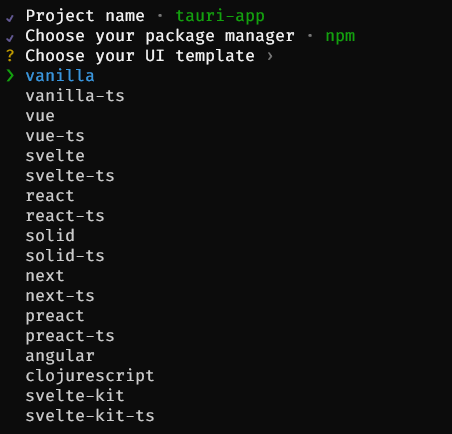 ✓ Project name · tauri-app
✓ Choose your package manager · npm
? Choose your UI template ›
❯ vanilla
vanilla-ts
vue
vue-ts
svelte
svelte-ts
react
react-ts
solid
solid-ts
next
next-ts
preact
preact-ts
angular
clojurescript
svelte-kit
svelte-kit-ts